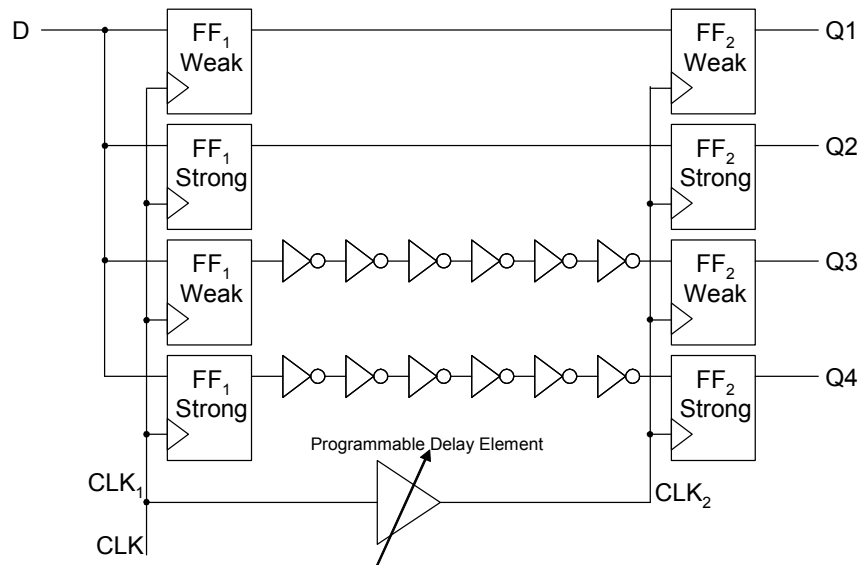 D FF₁ Weak FF₂ Weak Q1
FF₁ Strong FF₂ Strong Q2
FF₁ Weak FF₂ Weak Q3
FF₁ Strong FF₂ Strong Q4
Programmable Delay Element
CLK₁ CLK₂
CLK